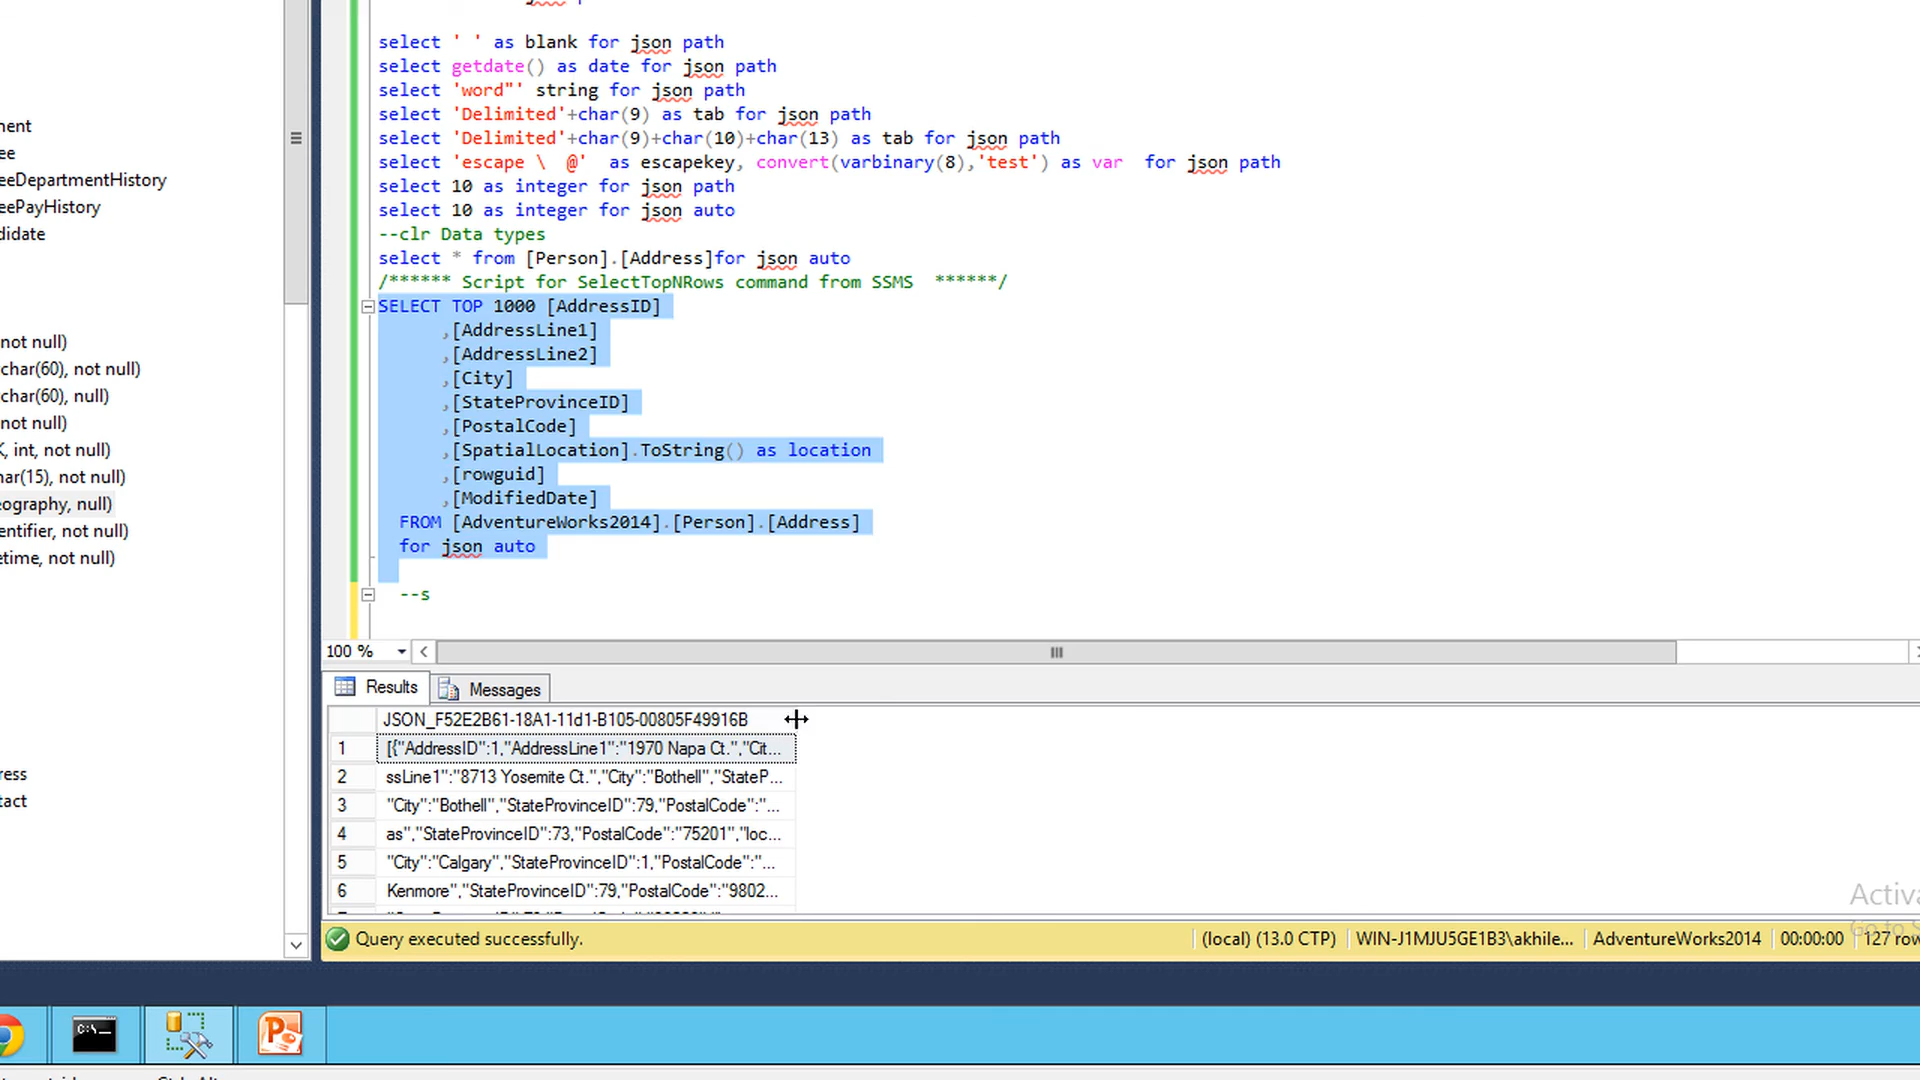 ment
ee
eeDepartmentHistory
eePayHistory
didate
not null)
char(60), not null)
char(60), null)
not null)
K, int, not null)
har(15), not null)
eography, null)
entifier, not null)
etime, not null)
ress
tact
select ' ' as blank for json path
select getdate() as date for json path
select 'word"' string for json path
select 'Delimited'+char(9) as tab for json path
select 'Delimited'+char(9)+char(10)+char(13) as tab for json path
select 'escape \  @'  as escapekey, convert(varbinary(8),'test') as var  for json path
select 10 as integer for json path
select 10 as integer for json auto
--clr Data types
select * from [Person].[Address]for json auto
/****** Script for SelectTopNRows command from SSMS  ******/
SELECT TOP 1000 [AddressID]
,[AddressLine1]
,[AddressLine2]
,[City]
,[StateProvinceID]
,[PostalCode]
,[SpatialLocation].ToString() as location
,[rowguid]
,[ModifiedDate]
FROM [AdventureWorks2014].[Person].[Address]
for json auto
--s
100 %
Results Messages
JSON_F52E2B61-18A1-11d1-B105-00805F49916B
1 [{"AddressID":1,"AddressLine1":"1970 Napa Ct.","Cit...
2 ssLine1":"8713 Yosemite Ct.","City":"Bothell","StateP...
3 "City":"Bothell","StateProvinceID":79,"PostalCode":"...
4 as","StateProvinceID":73,"PostalCode":"75201","loc...
5 "City":"Calgary","StateProvinceID":1,"PostalCode":"...
6 Kenmore","StateProvinceID":79,"PostalCode":"9802...
Activa
Go to S
Query executed successfully. (local) (13.0 CTP) WIN-J1MJU5GE1B3\akhile... AdventureWorks2014 00:00:00 127 row
C:\_
P